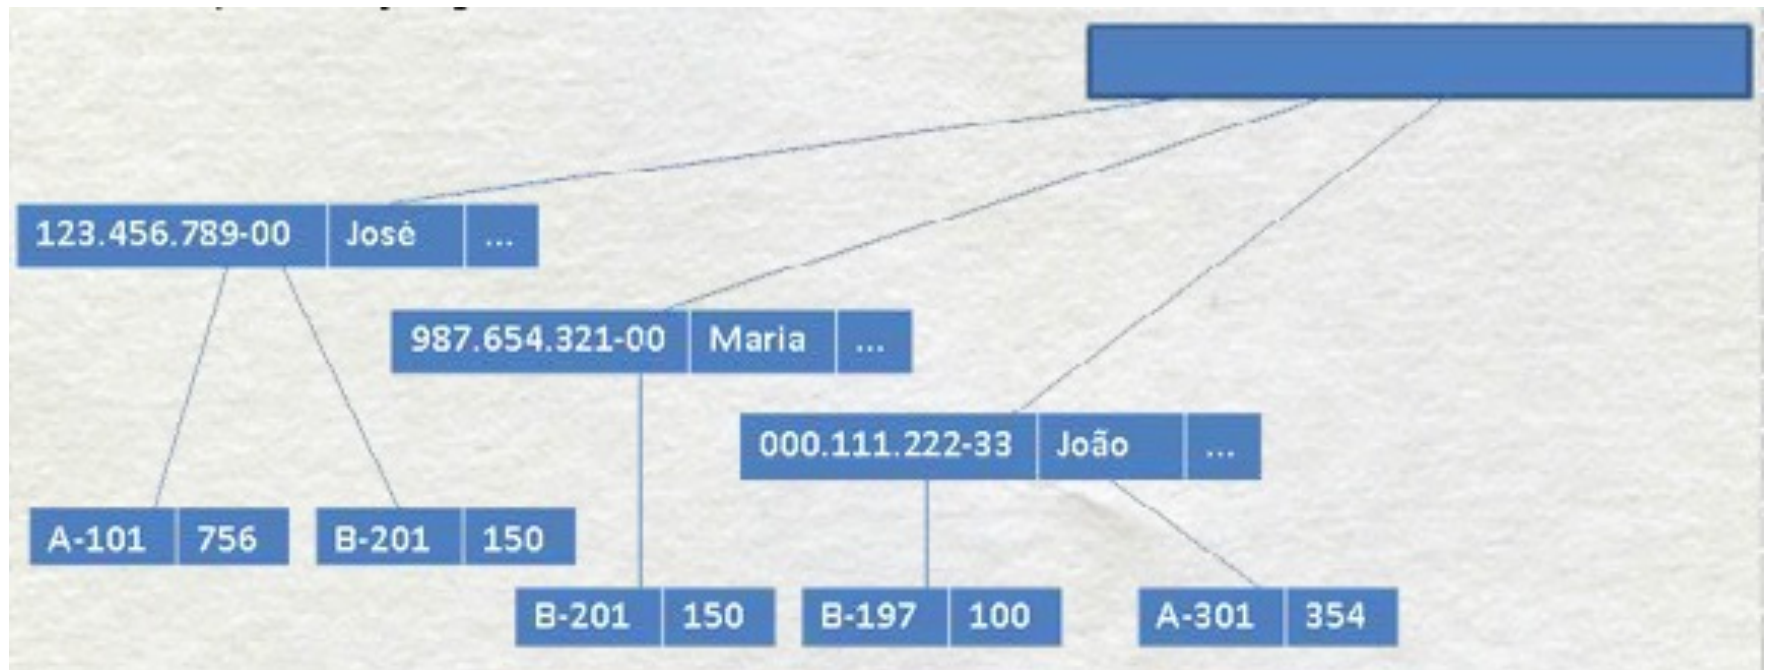 123.456.789-00 José ...
987.654.321-00 Maria ...
000.111.222-33 João ...
A-101 756 B-201 150
B-201 150 B-197 100 A-301 354